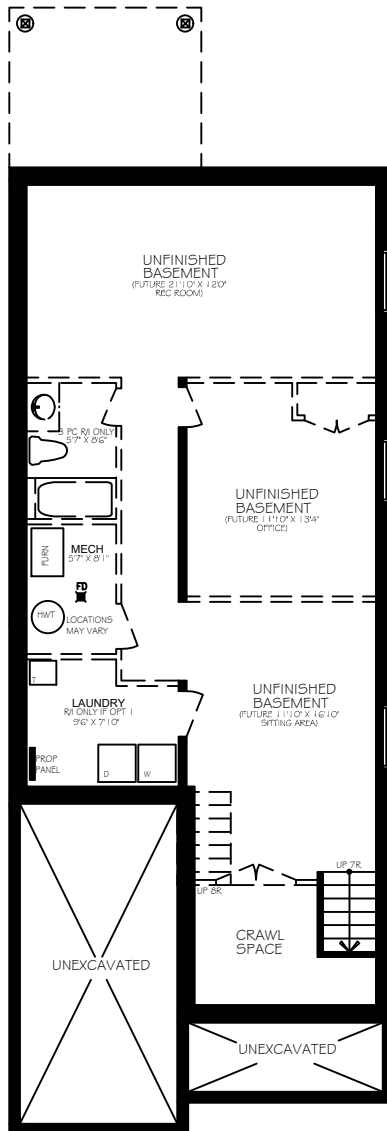 UNFINISHED
BASEMENT
(FUTURE 21'10" X 12'0"
REC ROOM)
3 PC R/I ONLY
5'7" X 8'6"
UNFINISHED
BASEMENT
(FUTURE 11'10" X 13'4"
OFFICE)
FURN
MECH
5'7" X 8'1"
FD
HWT
LOCATIONS
MAY VARY
T
LAUNDRY
R/I ONLY IF OPT 1
9'6" X 7'10"
UNFINISHED
BASEMENT
(FUTURE 11'10" X 16'10"
SITTING AREA)
PROP
PANEL
D
W
UP 8R
UP 7R
CRAWL
SPACE
UNEXCAVATED
UNEXCAVATED